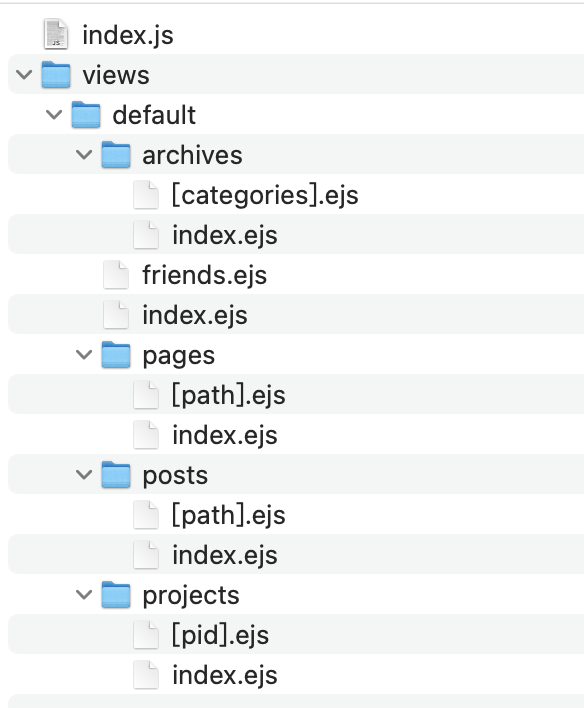 index.js
views
default
archives
[categories].ejs
index.ejs
friends.ejs
index.ejs
pages
[path].ejs
index.ejs
posts
[path].ejs
index.ejs
projects
[pid].ejs
index.ejs